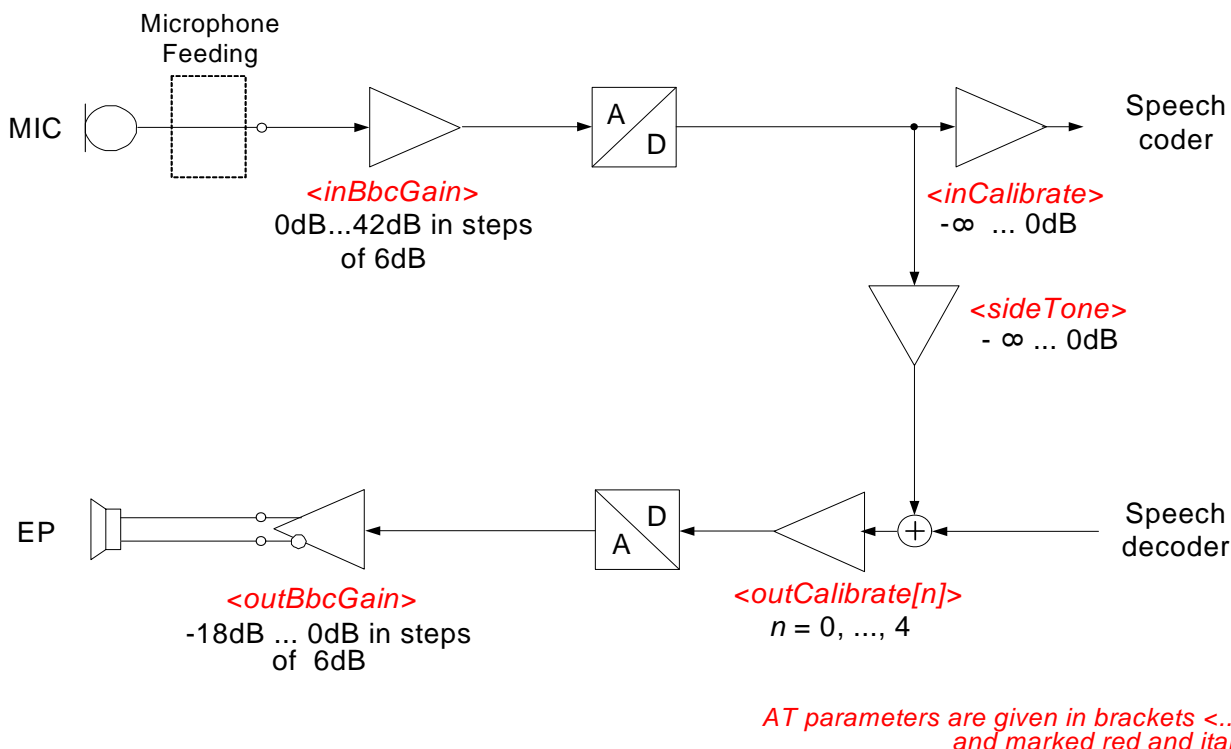 Microphone
Feeding
MIC
A
D
Speech
coder
<inBbcGain>
0dB...42dB in steps
of 6dB
<inCalibrate>
-∞ ... 0dB
<sideTone>
- ∞ ... 0dB
EP
D
A
+
Speech
decoder
<outBbcGain>
-18dB ... 0dB in steps
of 6dB
<outCalibrate[n]>
n = 0, ..., 4
AT parameters are given in brackets <..
and marked red and ita